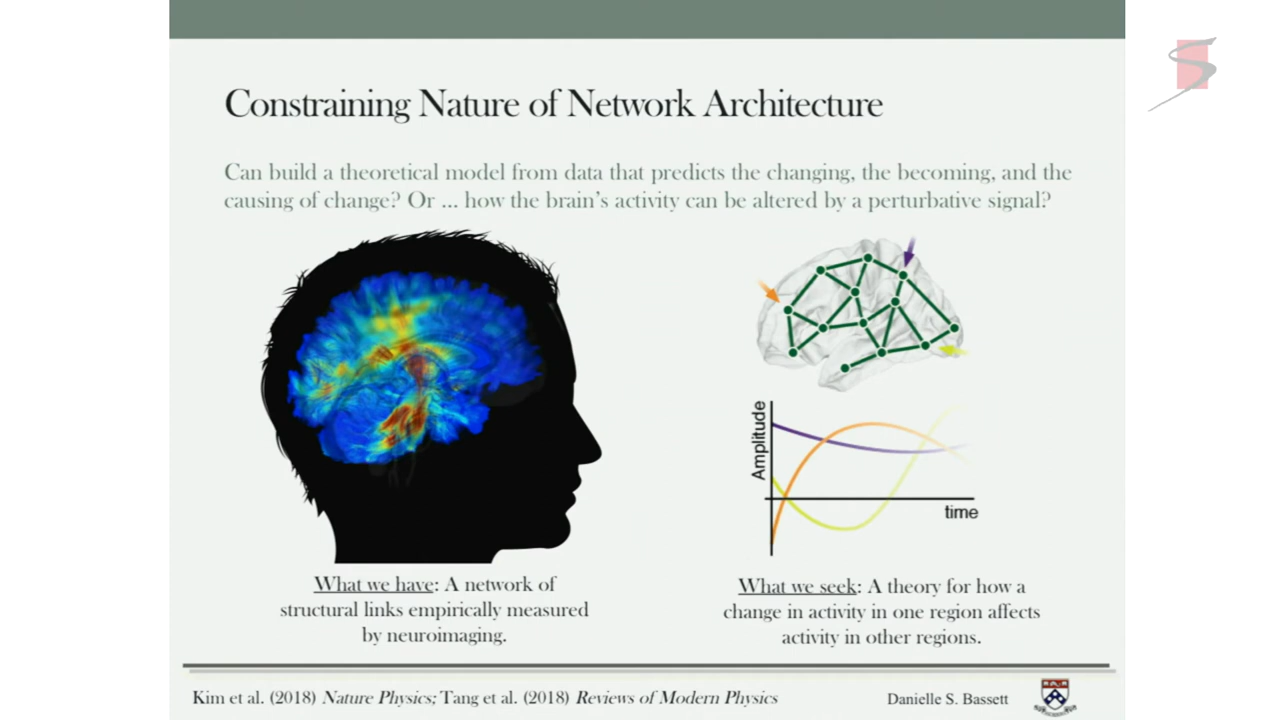 Constraining Nature of Network Architecture
Can build a theoretical model from data that predicts the changing, the becoming, and the
causing of change? Or ... how the brain's activity can be altered by a perturbative signal?
Amplitude
time
What we have: A network of
structural links empirically measured
by neuroimaging.
What we seek: A theory for how a
change in activity in one region affects
activity in other regions.
Kim et al. (2018) Nature Physics; Tang et al. (2018) Reviews of Modern Physics
Danielle S. Bassett